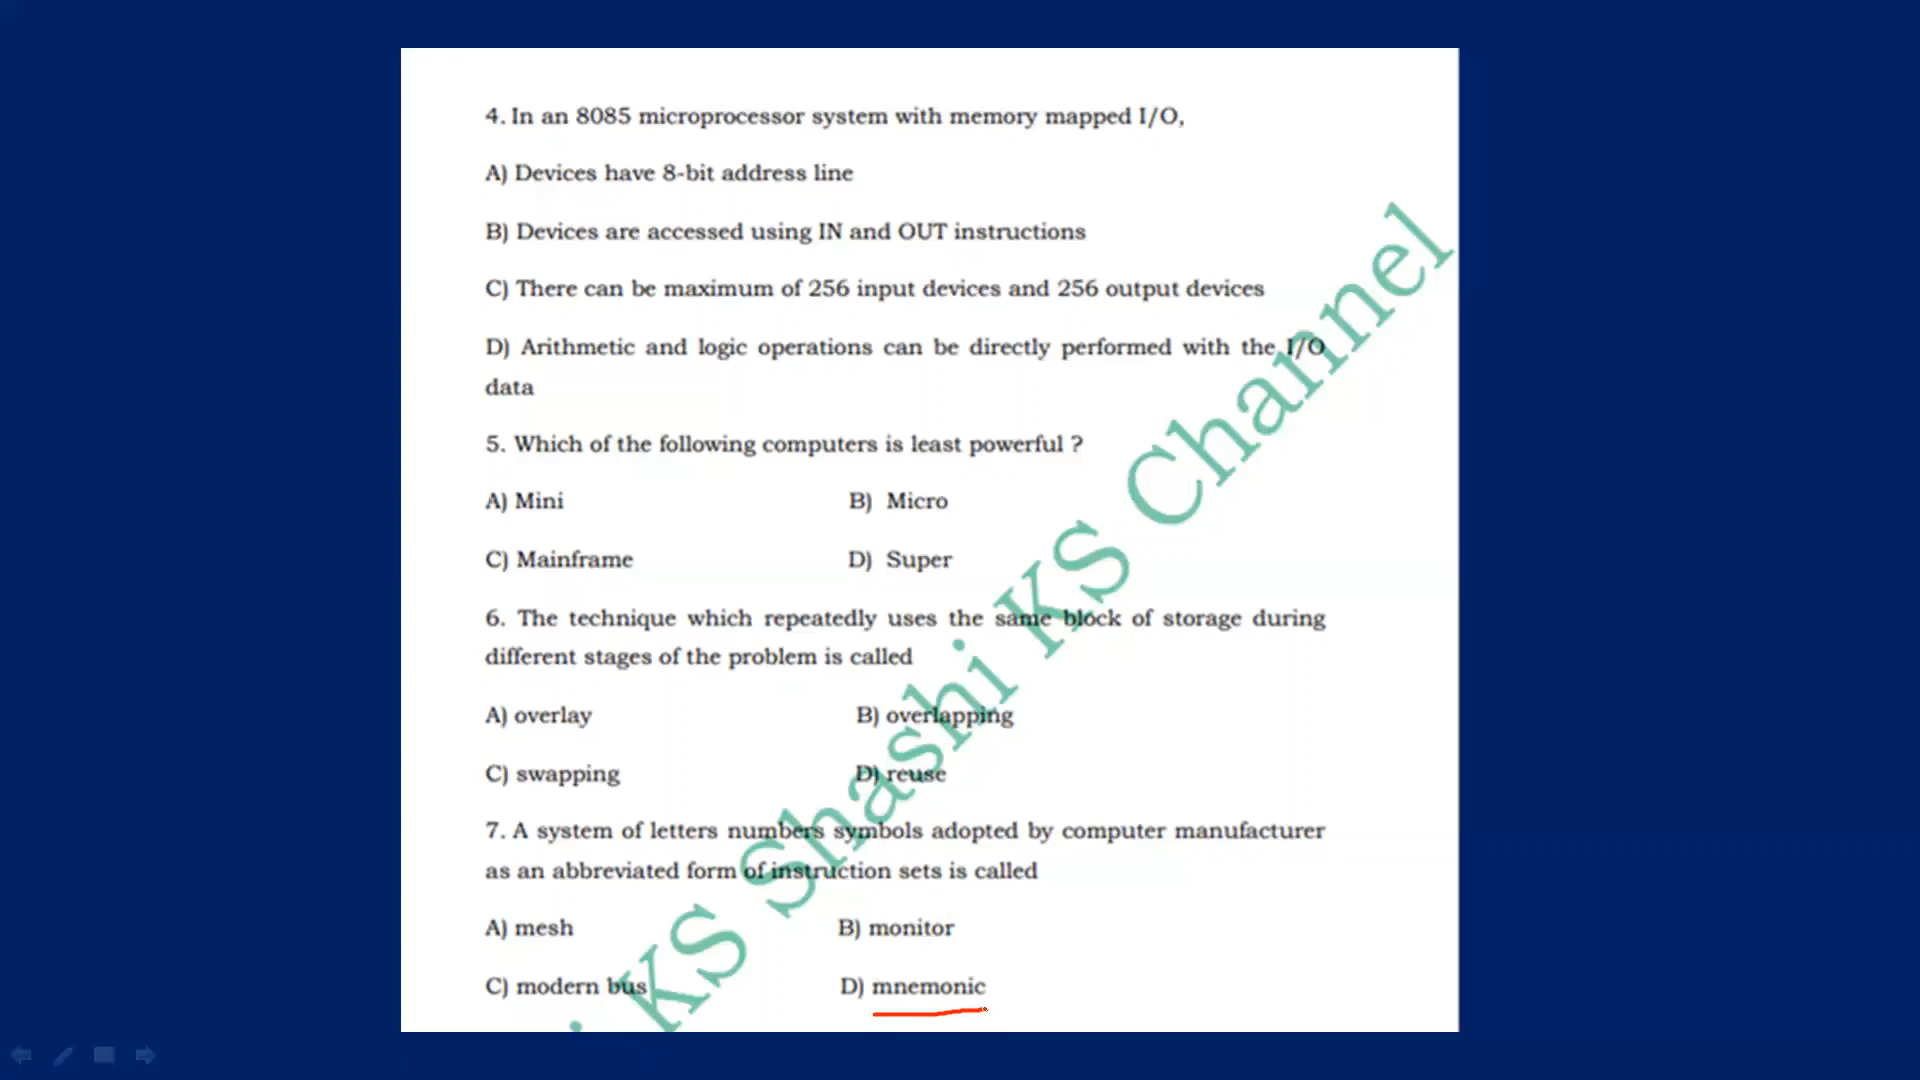 4. In an 8085 microprocessor system with memory mapped I/O,
A) Devices have 8-bit address line
B) Devices are accessed using IN and OUT instructions
C) There can be maximum of 256 input devices and 256 output devices
D) Arithmetic and logic operations can be directly performed with the I/O
data
5. Which of the following computers is least powerful ?
A) Mini B) Micro
C) Mainframe D) Super
6. The technique which repeatedly uses the same block of storage during
different stages of the problem is called
A) overlay B) overlapping
C) swapping D) reuse
7. A system of letters numbers symbols adopted by computer manufacturer
as an abbreviated form of instruction sets is called
A) mesh B) monitor
C) modern bus D) mnemonic
i KS Shashi KS Channel